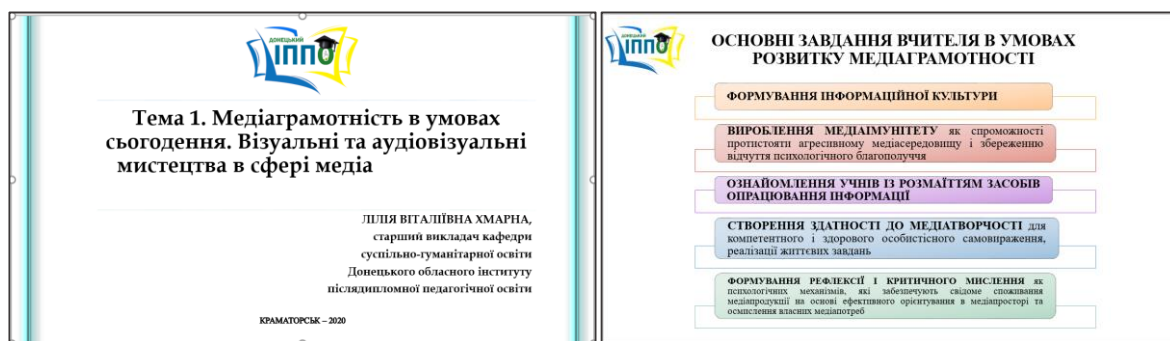 ДОНЕЦЬКИЙ
ІППО
Тема 1. Медіаграмотність в умовах
сьогодення. Візуальні та аудіовізуальні
мистецтва в сфері медіа
ЛІЛІЯ ВІТАЛІЇВНА ХМАРНА,
старший викладач кафедри
суспільно-гуманітарної освіти
Донецького обласного інституту
післядипломної педагогічної освіти
КРАМАТОРСЬК – 2020
ДОНЕЦЬКИЙ
ІППО
ОСНОВНІ ЗАВДАННЯ ВЧИТЕЛЯ В УМОВАХ
РОЗВИТКУ МЕДІАГРАМОТНОСТІ
ФОРМУВАННЯ ІНФОРМАЦІЙНОЇ КУЛЬТУРИ
ВИРОБЛЕННЯ МЕДІАІМУНІТЕТУ як спроможності
протистояти агресивному медіасередовищу і збереженню
відчуття психологічного благополуччя
ОЗНАЙОМЛЕННЯ УЧНІВ ІЗ РОЗМАЇТТЯМ ЗАСОБІВ
ОПРАЦЮВАННЯ ІНФОРМАЦІЇ
СТВОРЕННЯ ЗДАТНОСТІ ДО МЕДІАТВОРЧОСТІ для
компетентного і здорового особистісного самовираження,
реалізації життєвих завдань
ФОРМУВАННЯ РЕФЛЕКСІЇ І КРИТИЧНОГО МИСЛЕННЯ як
психологічних механізмів, які забезпечують свідоме споживання
медіапродукції на основі ефективного орієнтування в медіапросторі та
осмислення власних медіапотреб